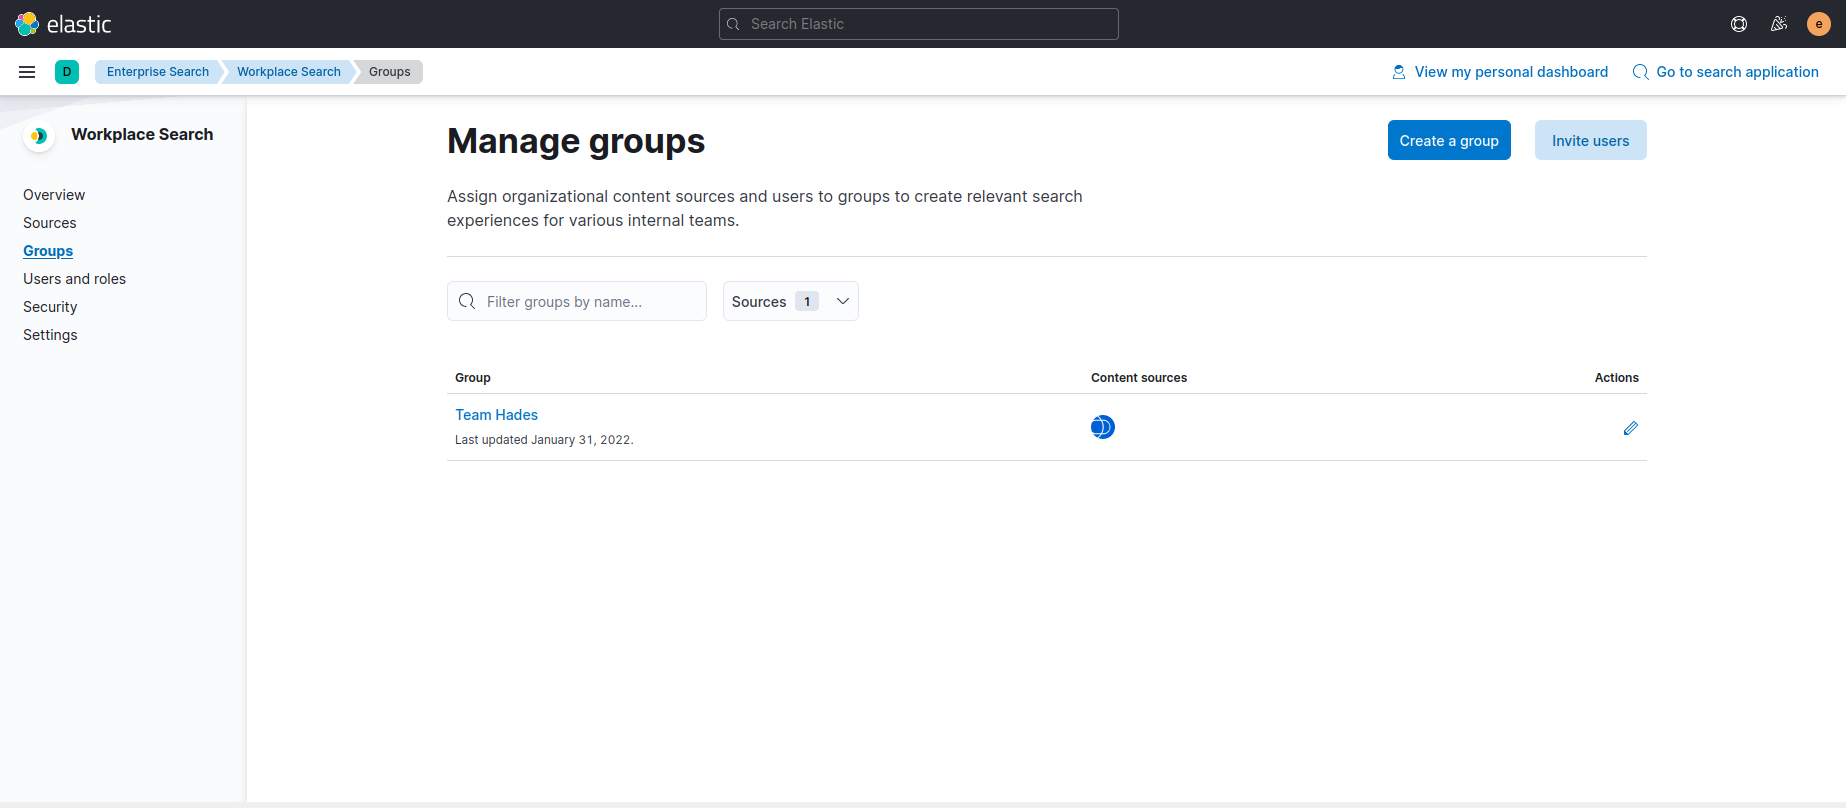 elastic
Search Elastic
e
D
Enterprise Search
Workplace Search
Groups
View my personal dashboard
Go to search application
Workplace Search
Overview
Sources
Groups
Users and roles
Security
Settings
Manage groups
Create a group
Invite users
Assign organizational content sources and users to groups to create relevant search
experiences for various internal teams.
Filter groups by name...
Sources 1
Group
Content sources
Actions
Team Hades
Last updated January 31, 2022.